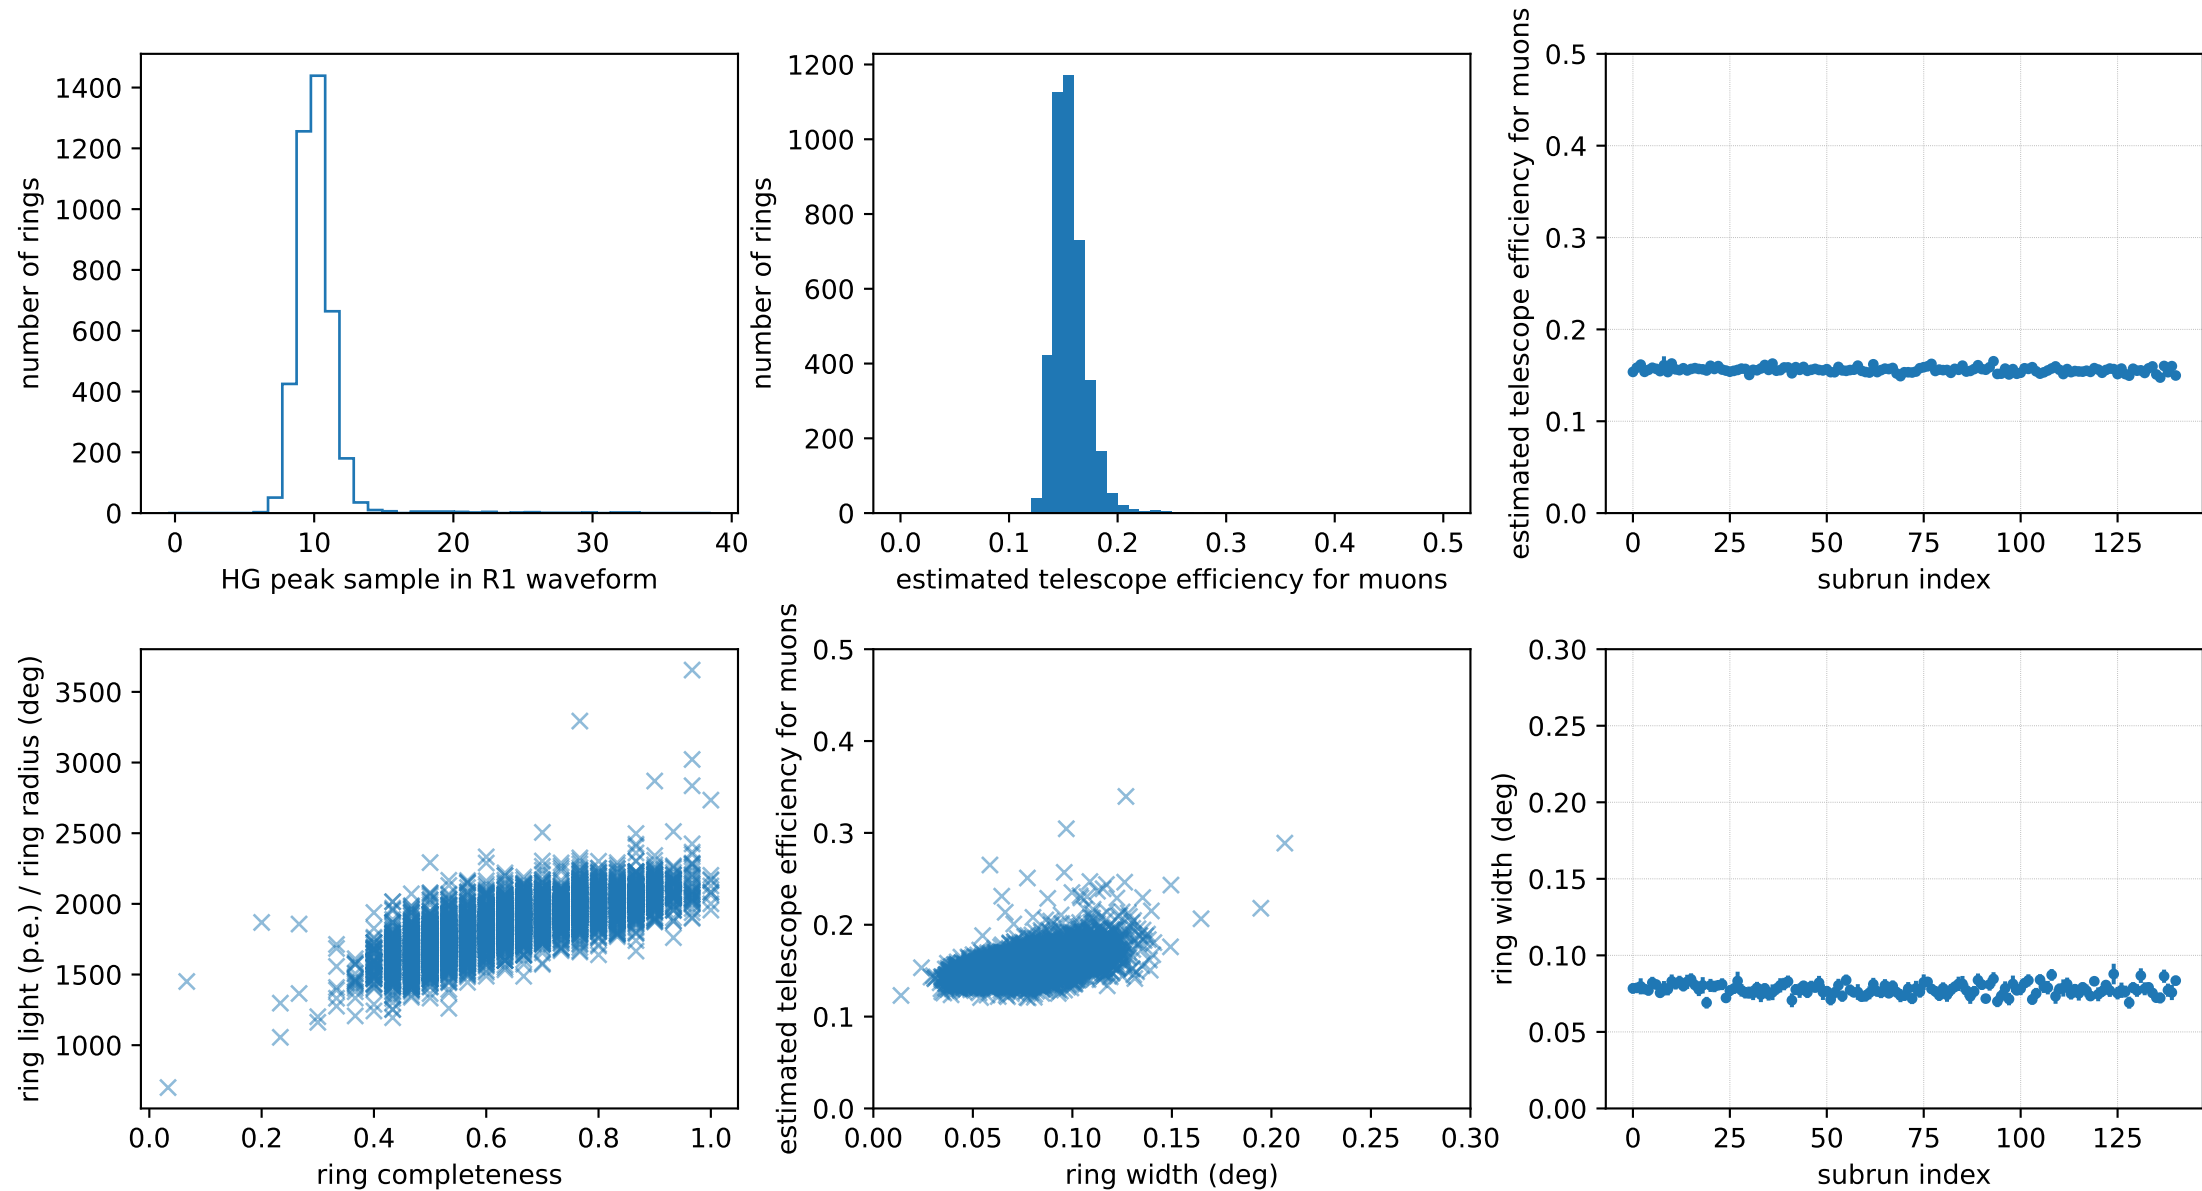 number of rings
1400
1200
1000
800
600
400
200
0
0 10 20 30 40
HG peak sample in R1 waveform
number of rings
1200
1000
800
600
400
200
0
0.0 0.1 0.2 0.3 0.4 0.5
estimated telescope efficiency for muons
estimated telescope efficiency for muons
0.5
0.4
0.3
0.2
0.1
0.0
0 25 50 75 100 125
subrun index
ring light (p.e.) / ring radius (deg)
3500
3000
2500
2000
1500
1000
0.0 0.2 0.4 0.6 0.8 1.0
ring completeness
estimated telescope efficiency for muons
0.5
0.4
0.3
0.2
0.1
0.0
0.00 0.05 0.10 0.15 0.20 0.25 0.30
ring width (deg)
ring width (deg)
0.30
0.25
0.20
0.15
0.10
0.05
0.00
0 25 50 75 100 125
subrun index